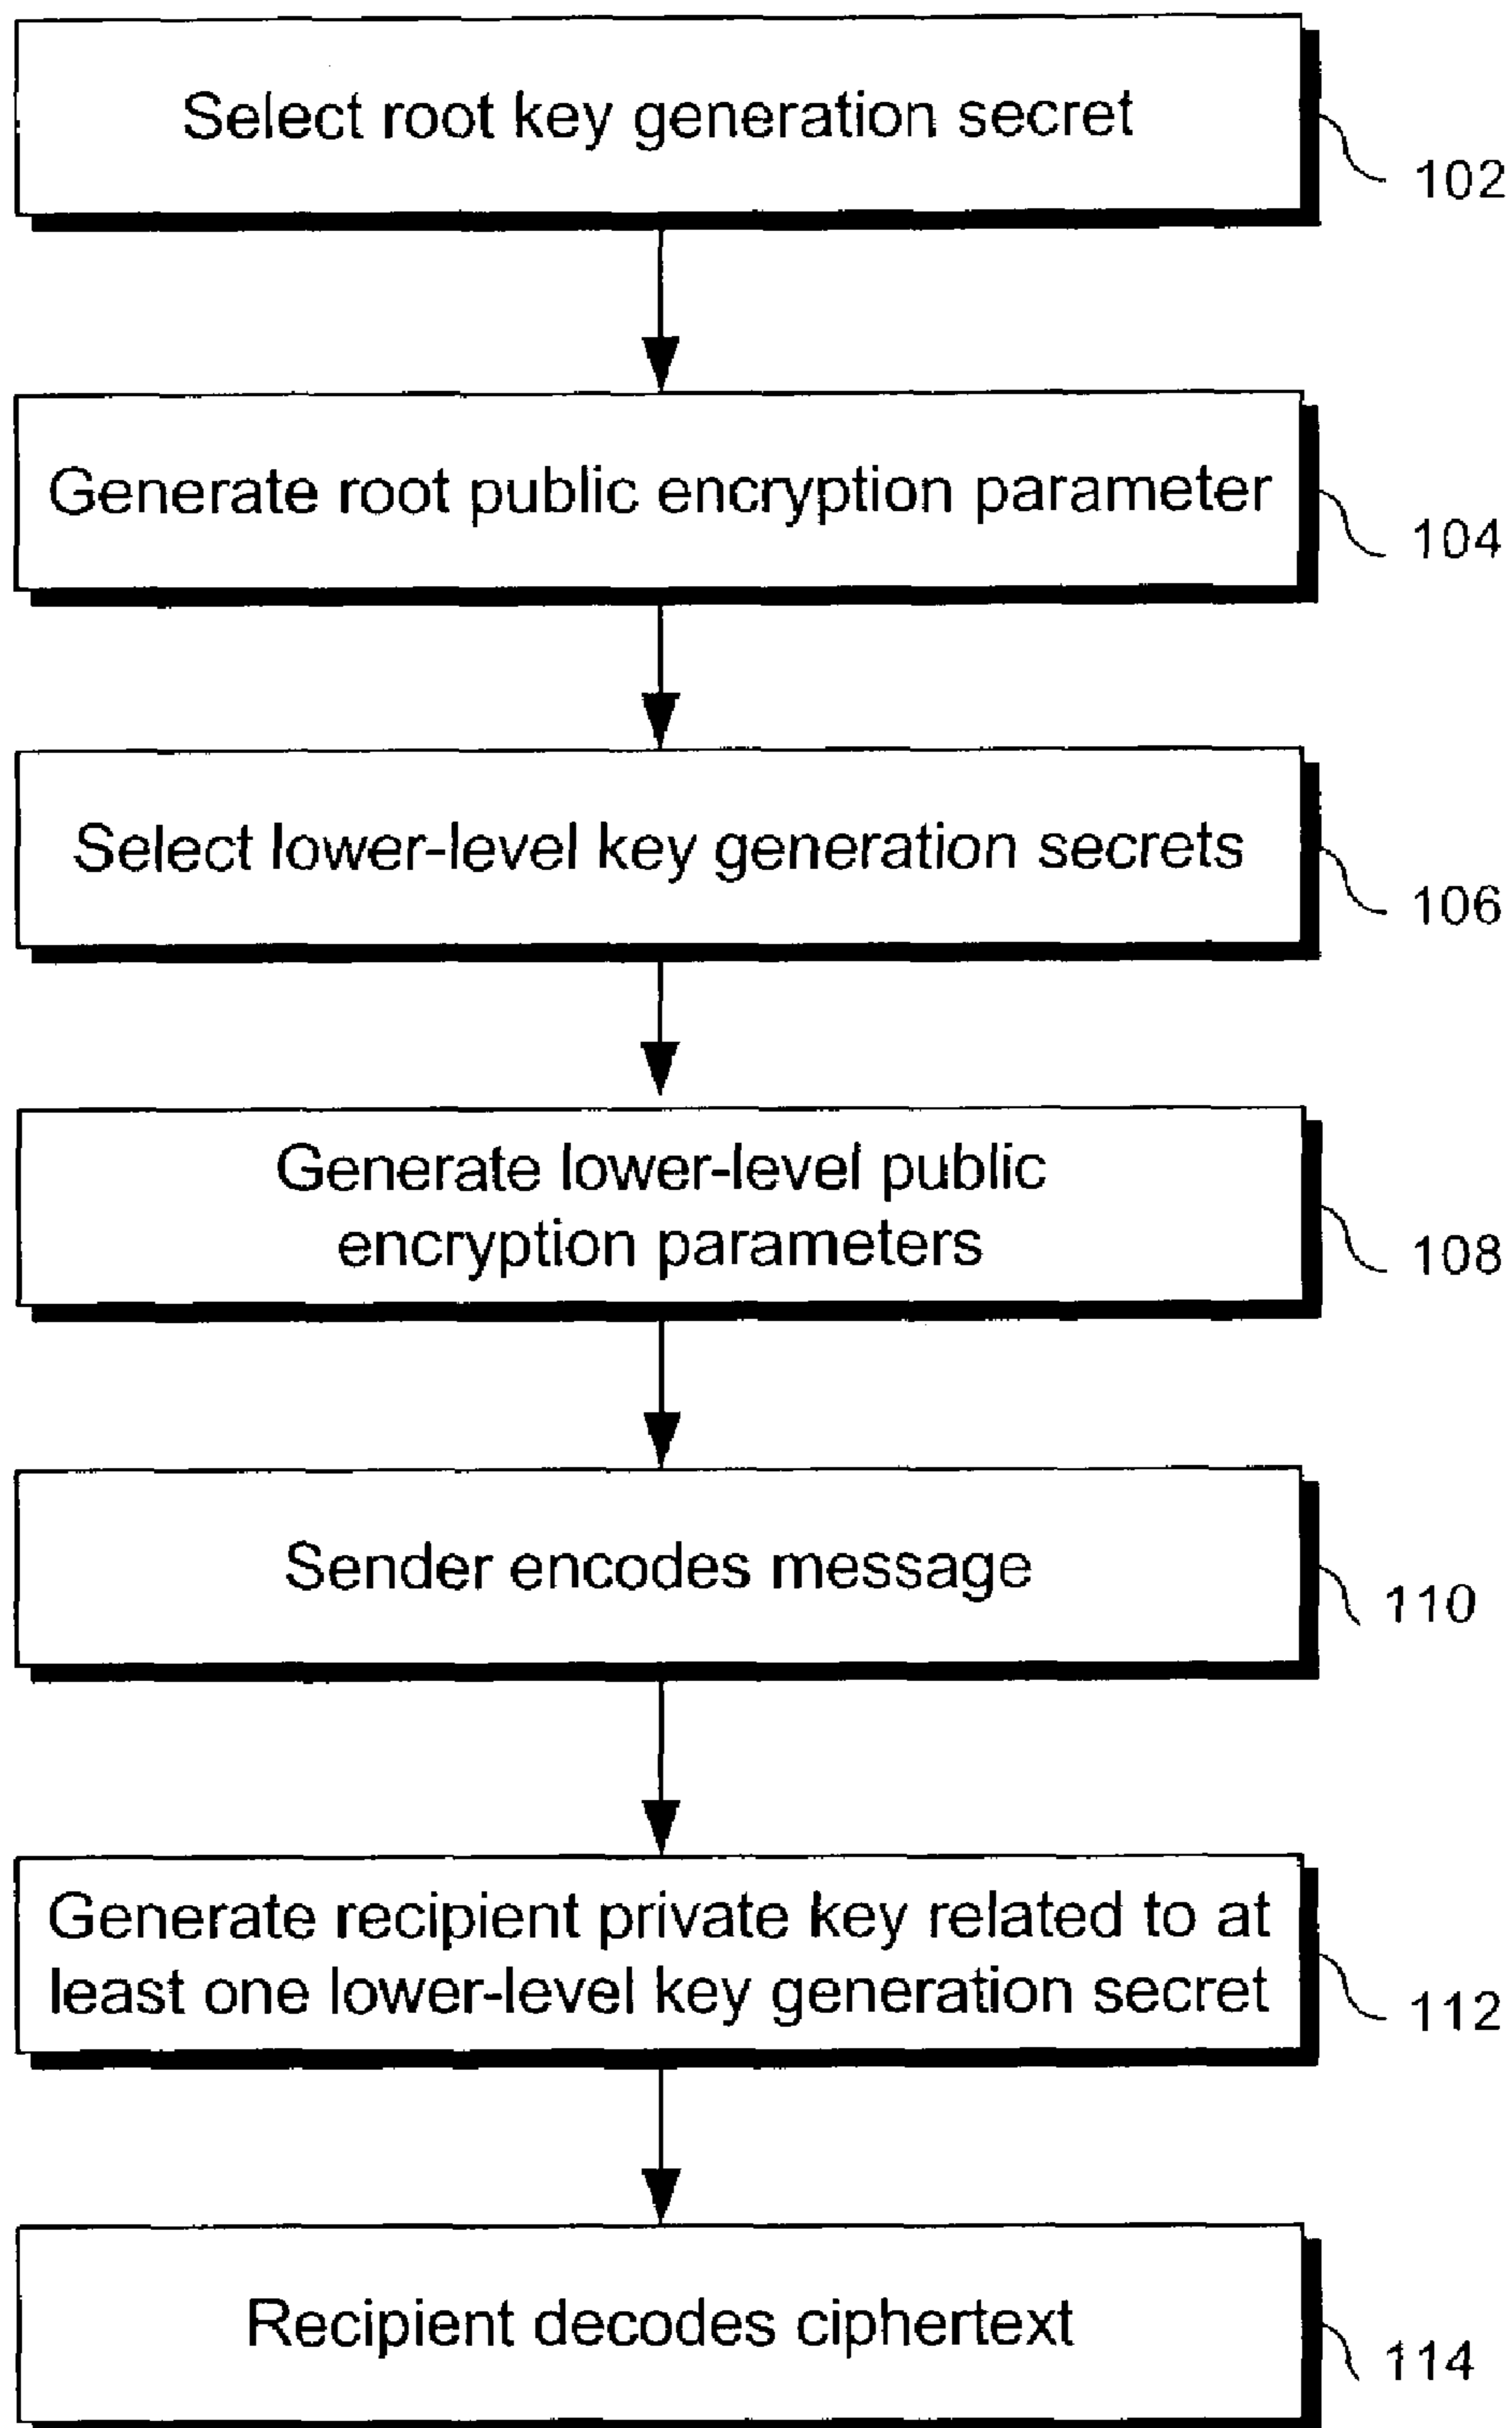 Select root key generation secret
102
Generate root public encryption parameter
104
Select lower-level key generation secrets
106
Generate lower-level public
encryption parameters
108
Sender encodes message
110
Generate recipient private key related to at
least one lower-level key generation secret
112
Recipient decodes ciphertext
114